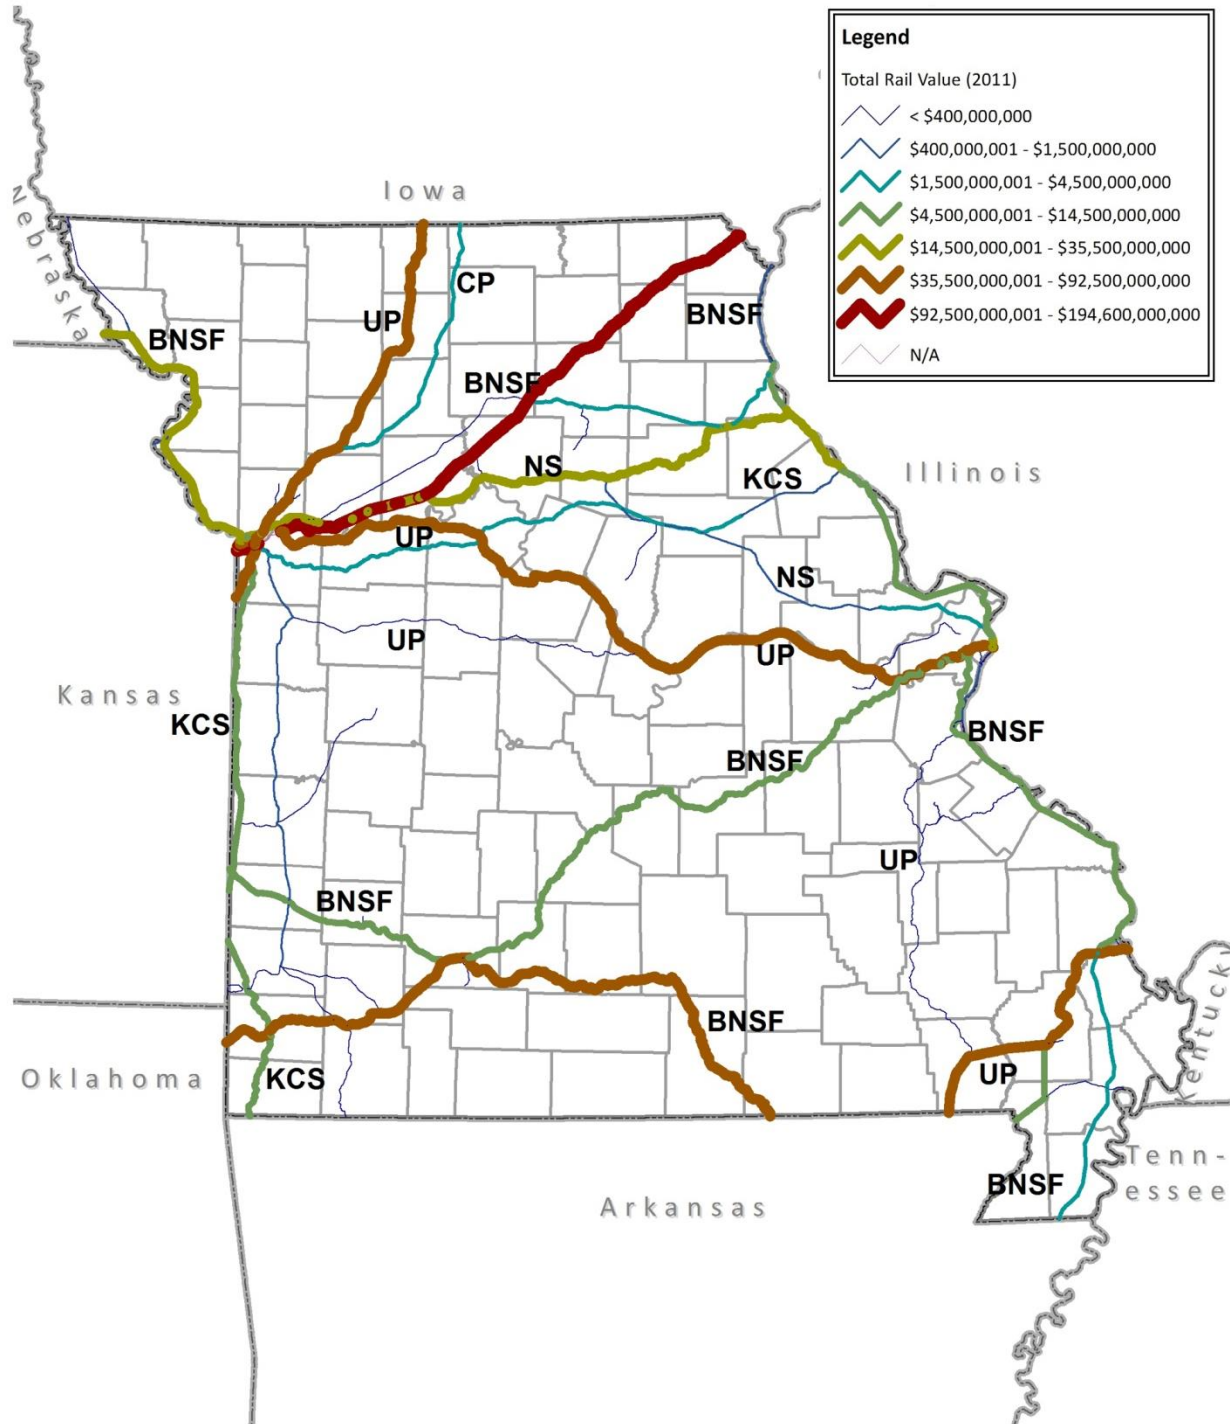 Legend
Total Rail Value (2011)
< $400,000,000
$400,000,001 - $1,500,000,000
$1,500,000,001 - $4,500,000,000
$4,500,000,001 - $14,500,000,000
$14,500,000,001 - $35,500,000,000
$35,500,000,001 - $92,500,000,000
$92,500,000,001 - $194,600,000,000
N/A
Iowa
Nebraska
CP
UP
BNSF
BNSF
BNSF
NS
KCS
Illinois
UP
NS
UP
UP
Kansas
KCS
BNSF
BNSF
UP
BNSF
BNSF
Kentucky
Oklahoma
KCS
UP
Tenn-
essee
BNSF
Arkansas